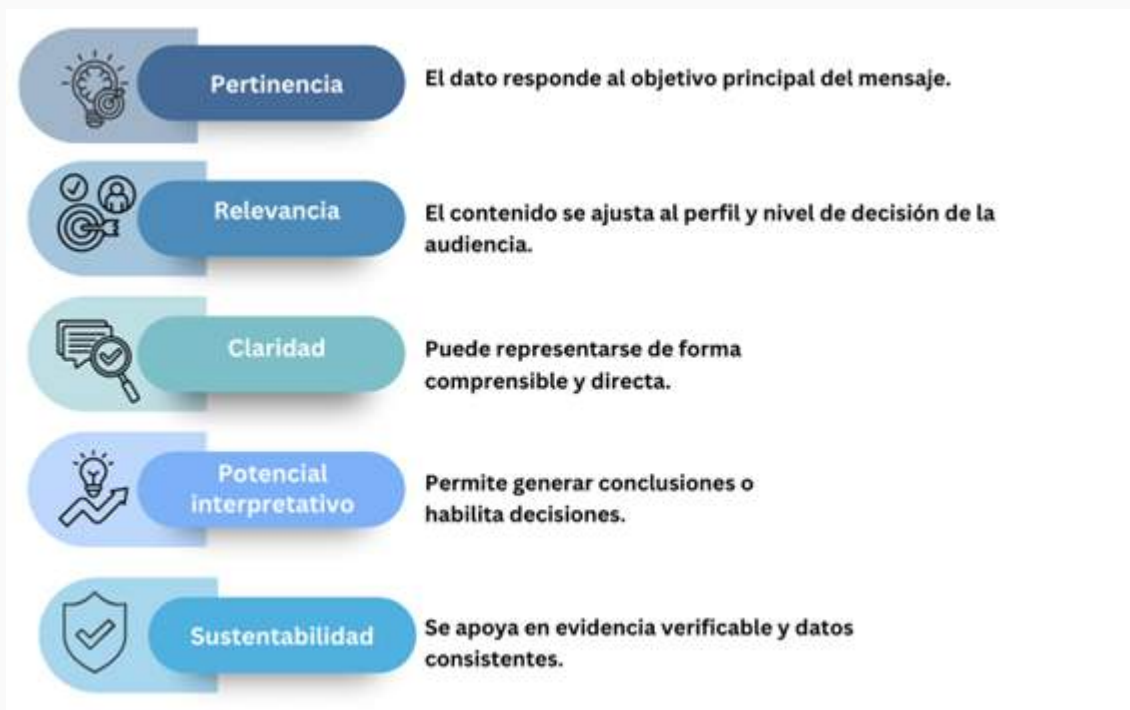 Pertinencia
El dato responde al objetivo principal del mensaje.
Relevancia
El contenido se ajusta al perfil y nivel de decisión de la
audiencia.
Claridad
Puede representarse de forma
comprensible y directa.
Potencial
interpretativo
Permite generar conclusiones o
habilita decisiones.
Sustentabilidad
Se apoya en evidencia verificable y datos
consistentes.